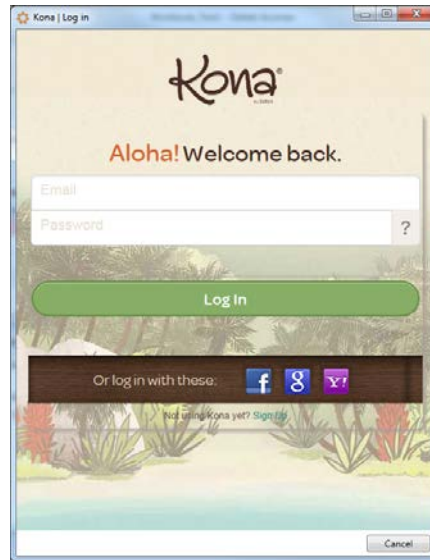 Kona | Log in
Kona
Aloha! Welcome back.
Email
Password
?
Log In
Or log in with these: f g Y!
Not using Kona yet? Sign Up
Cancel